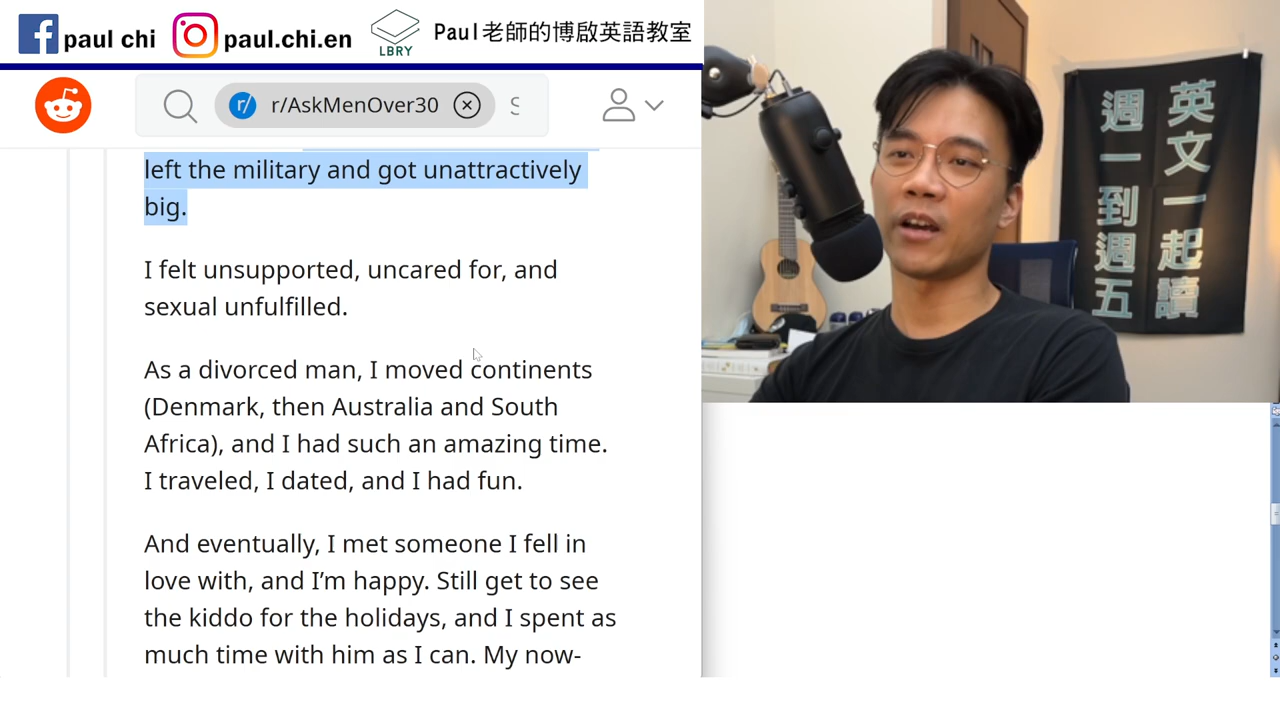 paul chi
paul.chi.en
LBRY
Paul老師的博啟英語教室
r/
r/AskMenOver30
S
left the military and got unattractively
big.
I felt unsupported, uncared for, and
sexual unfulfilled.
As a divorced man, I moved continents
(Denmark, then Australia and South
Africa), and I had such an amazing time.
I traveled, I dated, and I had fun.
And eventually, I met someone I fell in
love with, and I’m happy. Still get to see
the kiddo for the holidays, and I spent as
much time with him as I can. My now-
英文一起讀
週一到週五